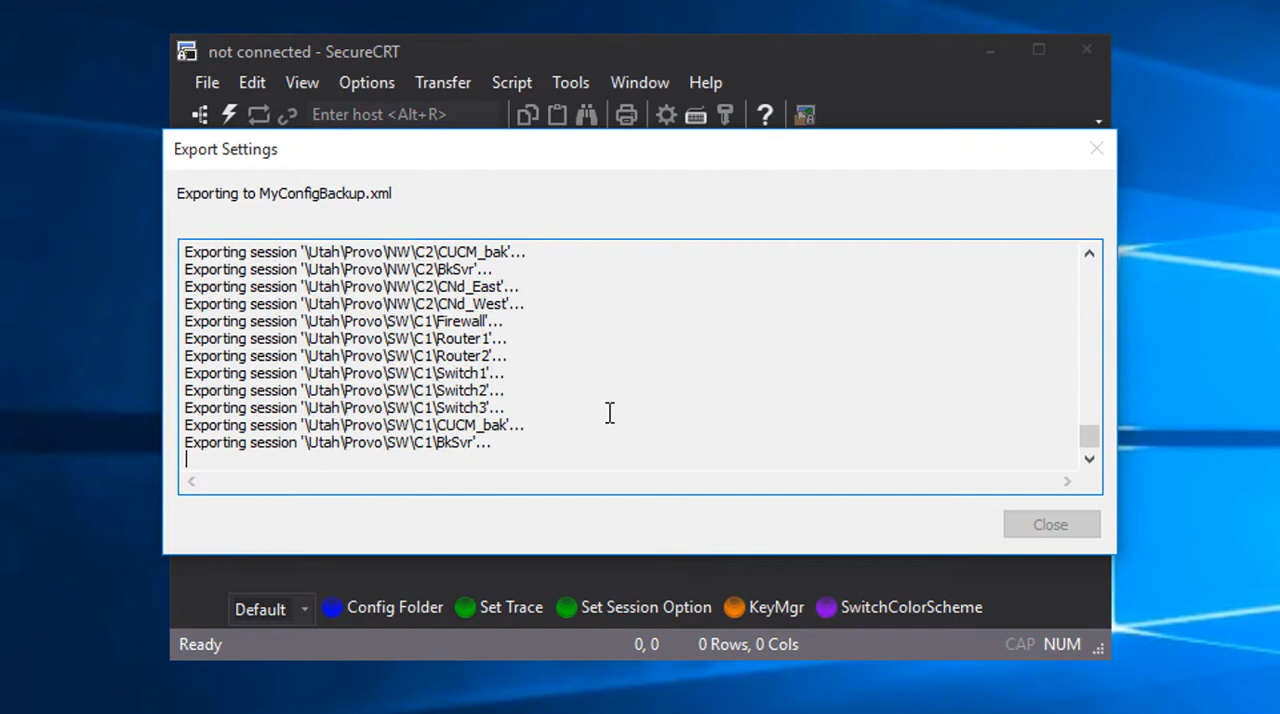 not connected - SecureCRT
File Edit View Options Transfer Script Tools Window Help
Enter host <Alt+R>
Export Settings
Exporting to MyConfigBackup.xml
Exporting session '\Utah\Provo\NW\C2\CUCM_bak'...
Exporting session '\Utah\Provo\NW\C2\BkSvr'...
Exporting session '\Utah\Provo\NW\C2\CNd_East'...
Exporting session '\Utah\Provo\NW\C2\CNd_West'...
Exporting session '\Utah\Provo\SW\C1\Firewall'...
Exporting session '\Utah\Provo\SW\C1\Router1'...
Exporting session '\Utah\Provo\SW\C1\Router2'...
Exporting session '\Utah\Provo\SW\C1\Switch1'...
Exporting session '\Utah\Provo\SW\C1\Switch2'...
Exporting session '\Utah\Provo\SW\C1\Switch3'...
Exporting session '\Utah\Provo\SW\C1\CUCM_bak'...
Exporting session '\Utah\Provo\SW\C1\BkSvr'...
Close
Default Config Folder Set Trace Set Session Option KeyMgr SwitchColorScheme
Ready 0, 0 0 Rows, 0 Cols CAP NUM